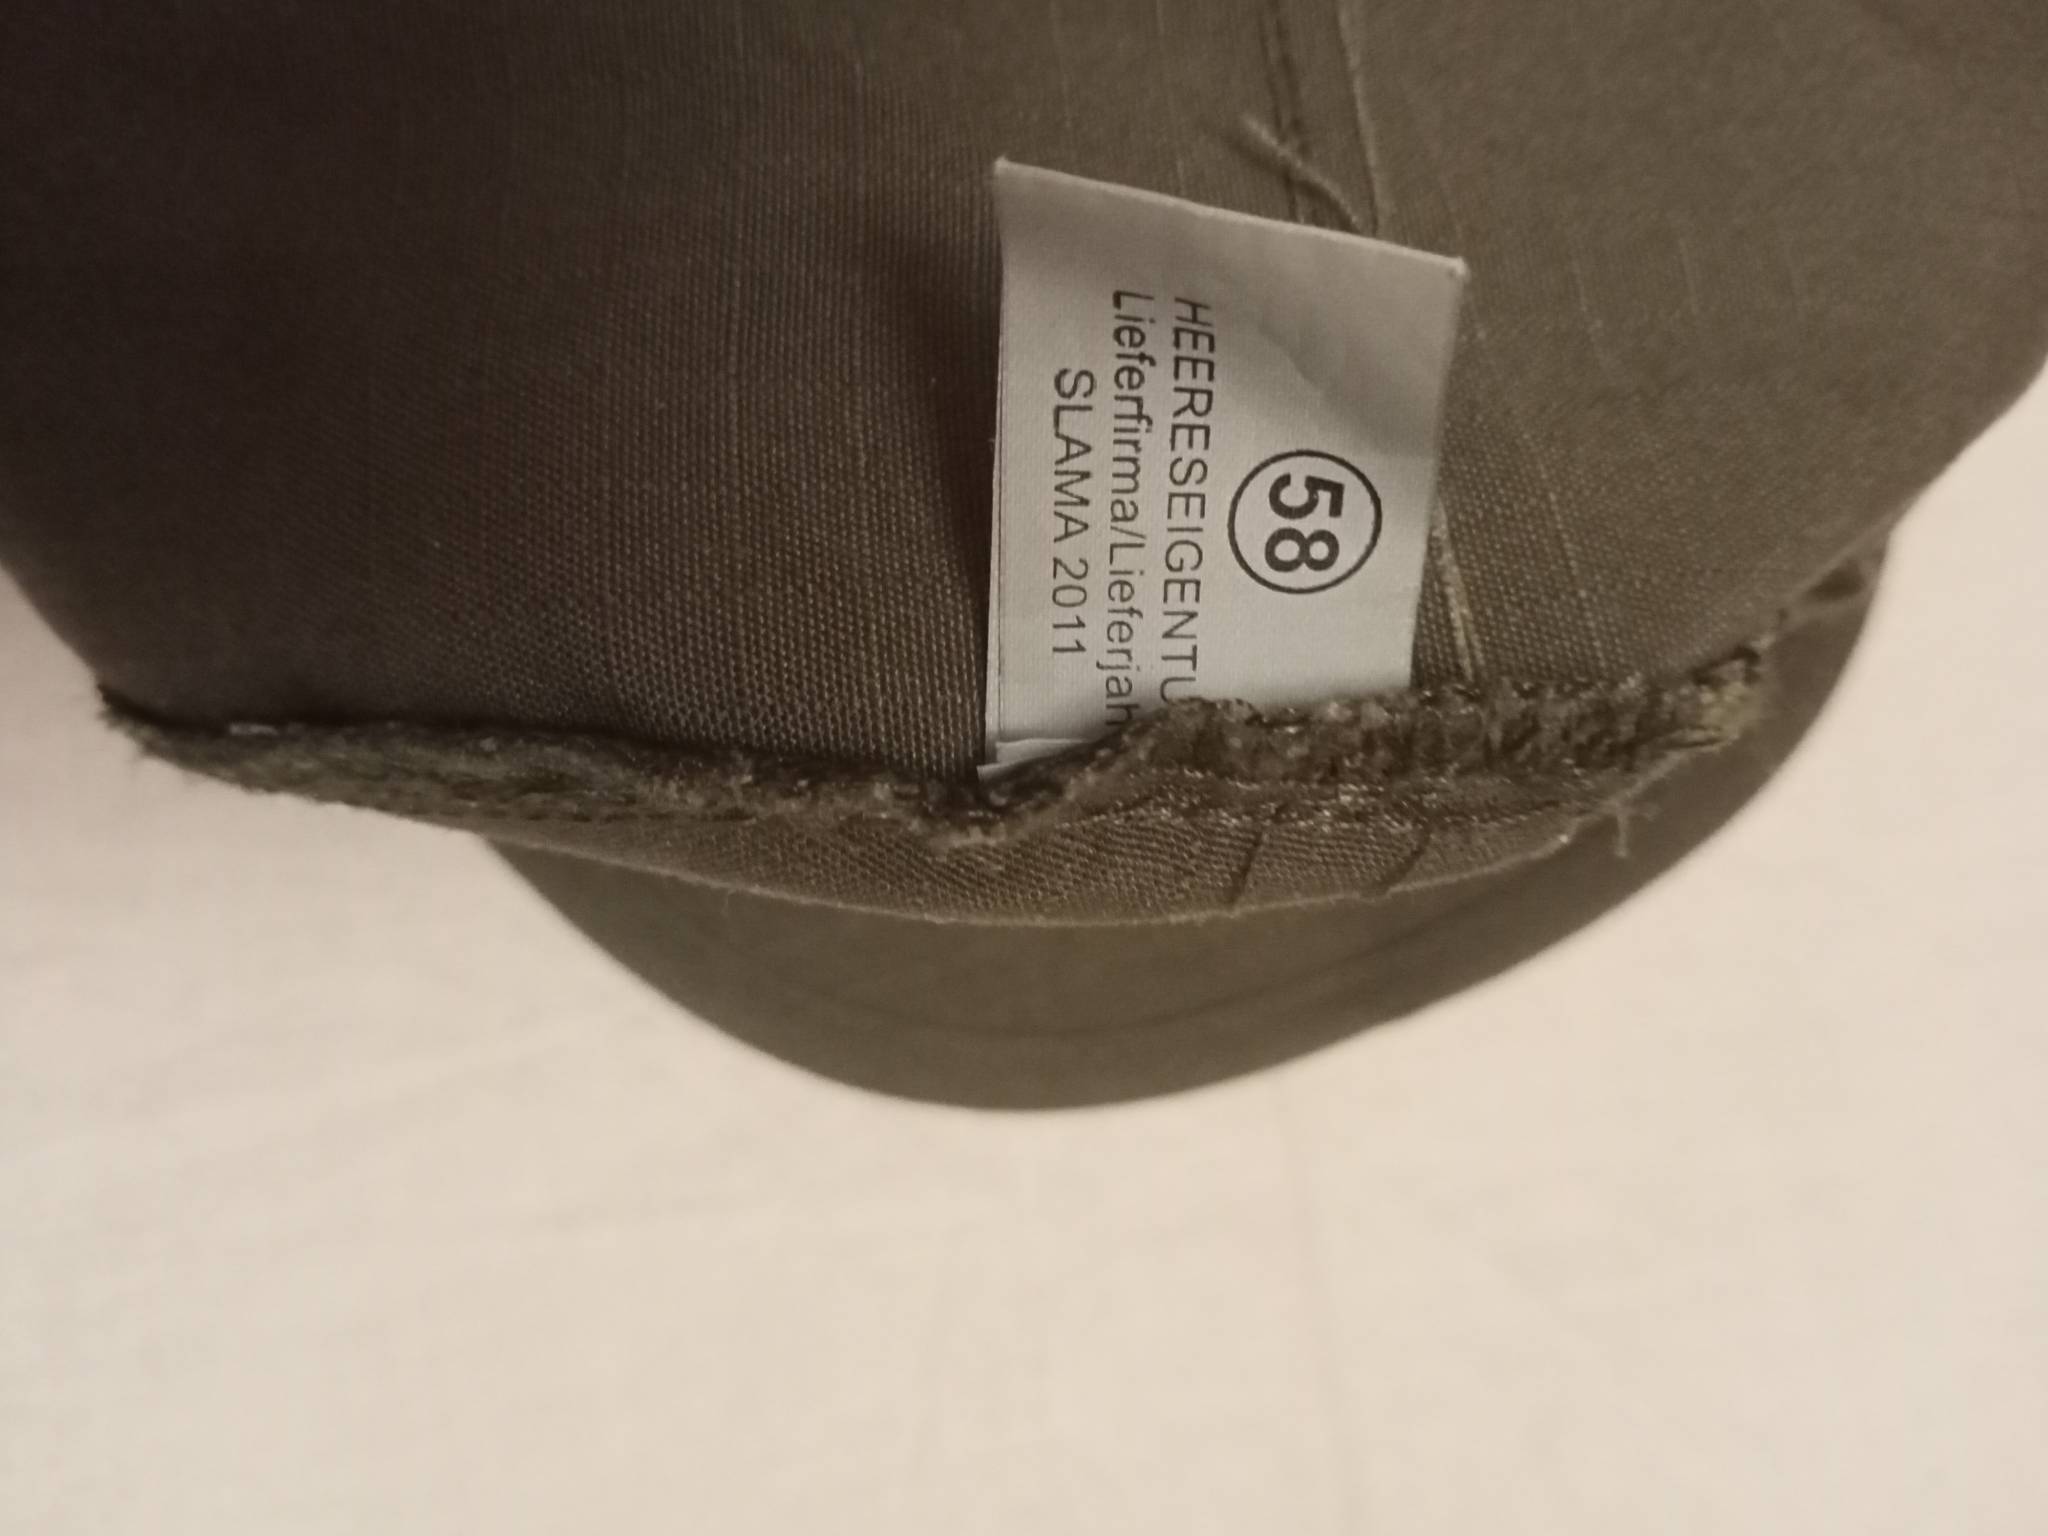 58
HEERESEIGENTU
Lieferfirma/Lieferjah
SLAMA 2011